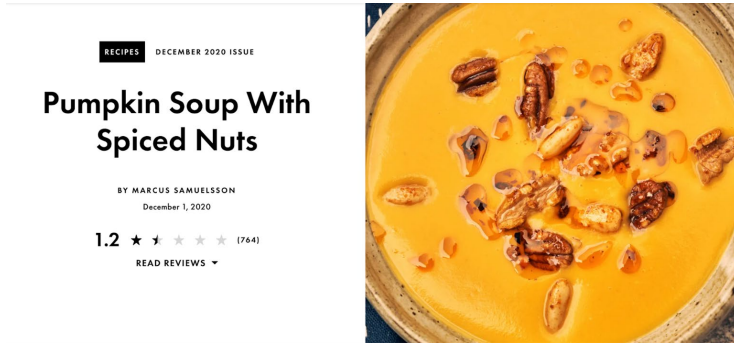 RECIPES DECEMBER 2020 ISSUE
Pumpkin Soup With
Spiced Nuts
BY MARCUS SAMUELSSON
December 1, 2020
1.2 (764)
READ REVIEWS